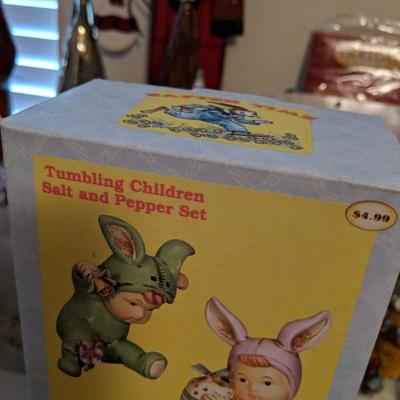 Tumbling Children
Salt and Pepper Set
$4.99